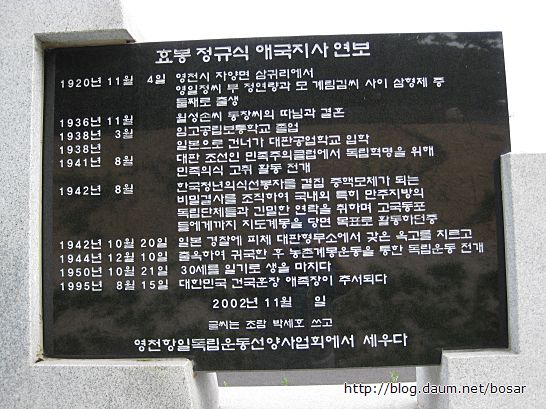 효봉 정규식 애국지사 연보
1920년 11월 4일 영천시 자양면 삼귀리에서
영일정씨 부 정연량과 모 계림김씨 사이 삼형제 중
둘째로 출생
1936년 11월 월성손씨 동장씨의 따님과 결혼
1938년 3월 임고공립보통학교 졸업
1938년 일본으로 건너가 대판공업학교 입학
1941년 8월 대판 조선인 민족주의클럽에서 독립혁명을 위해
민족의식 고취 활동 전개
1942년 8월 한국청년의식선봉자를 결집 중핵모체가 되는
비밀결사를 조직하여 국내외 특히 만주지방의
독립단체들과 긴밀한 연락을 취하며 고국동포
들에게까지 지도계몽을 당면 목표로 활동하던중
1942년 10월 20일 일본 경찰에 피체 대판형무소에서 갖은 옥고를 치르고
1944년 12월 10일 출옥하여 귀국한 후 농촌계몽운동을 통한 독립운동 전개
1950년 10월 21일 30세를 일기로 생을 마치다
1995년 8월 15일 대한민국 건국훈장 애족장이 추서되다
2002년 11월 일
글씨는 조람 박세호 쓰고
영천항일독립운동선양사업회에서 세우다
http://blog.daum.net/bosar